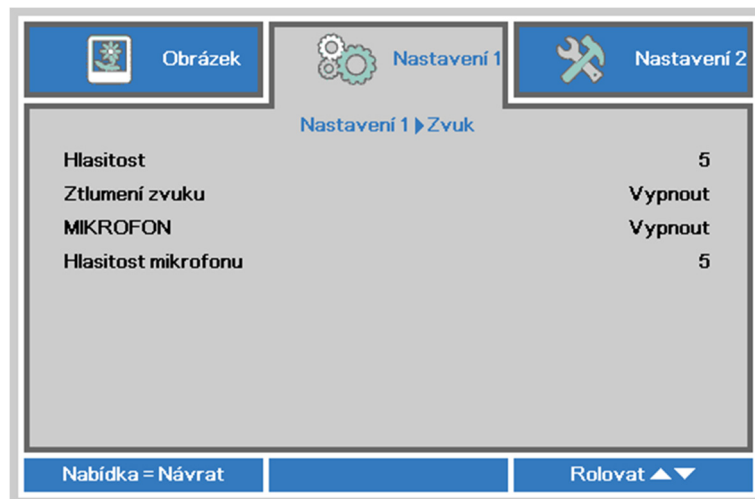 Obrázek
Nastavení 1
Nastavení 2
Nastavení 1 ▶ Zvuk
Hlasitost 5
Ztlumení zvuku Vypnout
MIKROFON Vypnout
Hlasitost mikrofonu 5
Nabídka = Návrat
Rolovat ▲▼